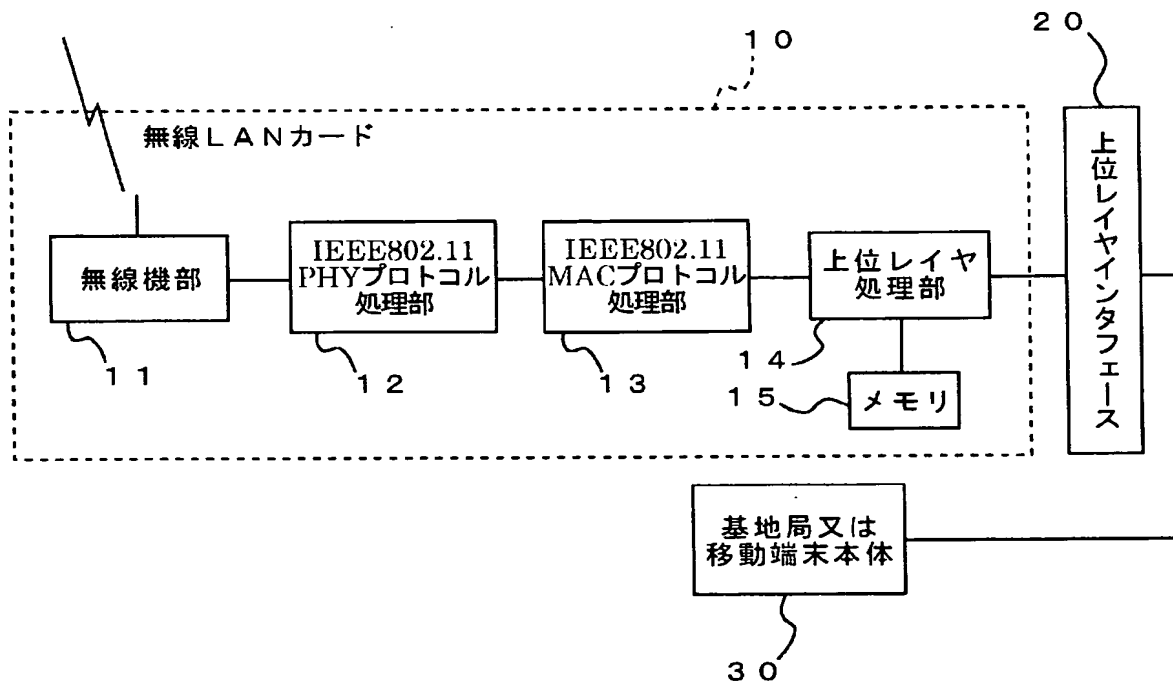 10
20
無線LANカード
無線機部
IEEE802.11
PHYプロトコル
処理部
IEEE802.11
MACプロトコル
処理部
上位レイヤ
処理部
上位レイヤインタフェース
11
12
13
14
15
メモリ
基地局又は
移動端末本体
30